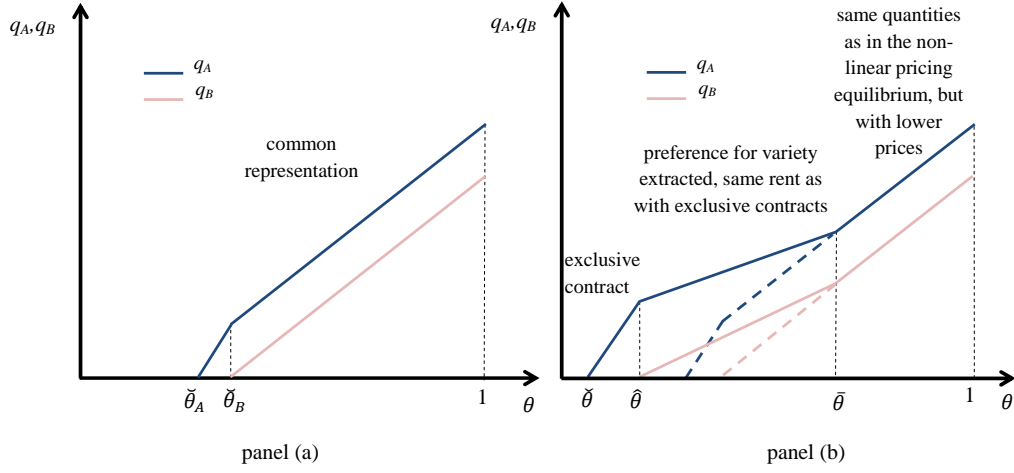 q_A,q_B
q_A
q_B
common
representation
θ̆_A
θ̆_B
1
θ
panel (a)
q_A,q_B
q_A
q_B
same quantities
as in the non-
linear pricing
equilibrium, but
with lower
prices
preference for variety
extracted, same rent as
with exclusive contracts
exclusive
contract
θ̆
θ̂
θ̄
1
θ
panel (b)